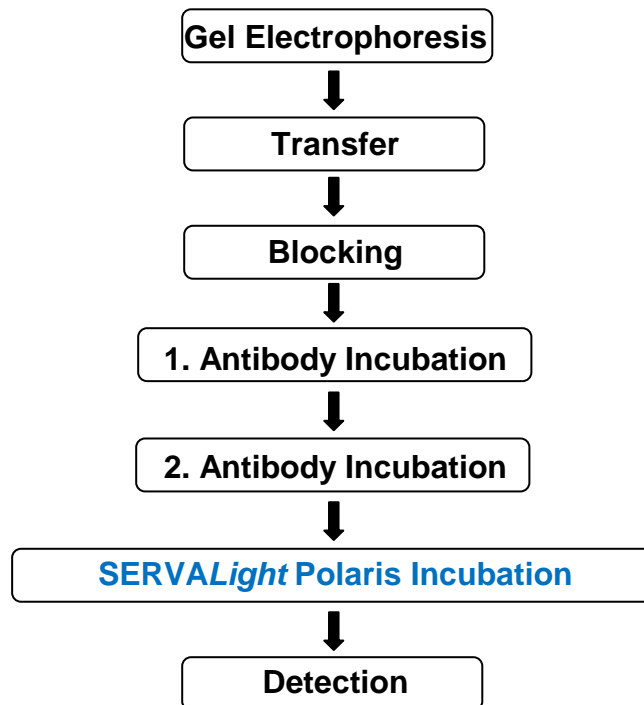 Gel Electrophoresis
Transfer
Blocking
1. Antibody Incubation
2. Antibody Incubation
SERVALight Polaris Incubation
Detection